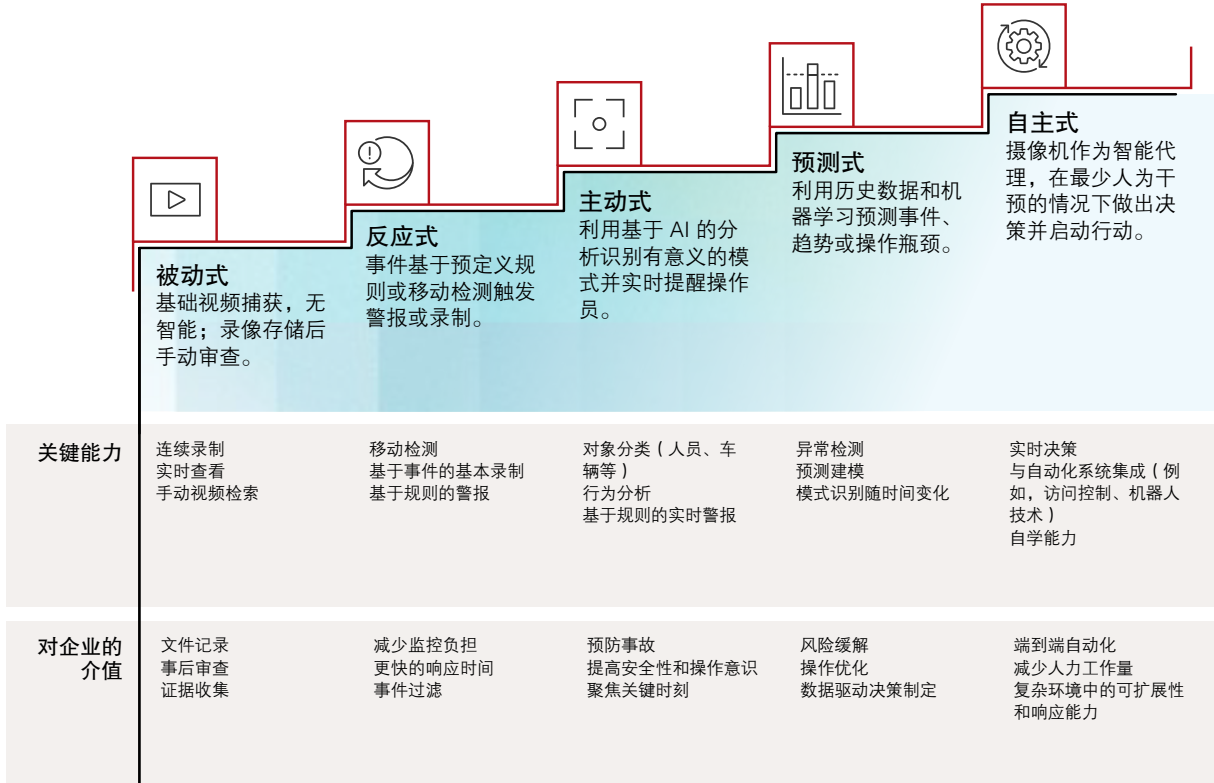 被动式
基础视频捕获，无
智能；录像存储后
手动审查。
反应式
事件基于预定义规
则或移动检测触发
警报或录制。
主动式
利用基于 AI 的分
析识别有意义的模
式并实时提醒操作
员。
预测式
利用历史数据和机
器学习预测事件、
趋势或操作瓶颈。
自主式
摄像机作为智能代
理，在最少人为干
预的情况下做出决
策并启动行动。
关键能力
连续录制
实时查看
手动视频检索
移动检测
基于事件的基本录制
基于规则的警报
对象分类（人员、车
辆等）
行为分析
基于规则的实时警报
异常检测
预测建模
模式识别随时间变化
实时决策
与自动化系统集成（例
如，访问控制、机器人
技术）
自学能力
对企业的
介值
文件记录
事后审查
证据收集
减少监控负担
更快的响应时间
事件过滤
预防事故
提高安全性和操作意识
聚焦关键时刻
风险缓解
操作优化
数据驱动决策制定
端到端自动化
减少人力工作量
复杂环境中的可扩展性
和响应能力